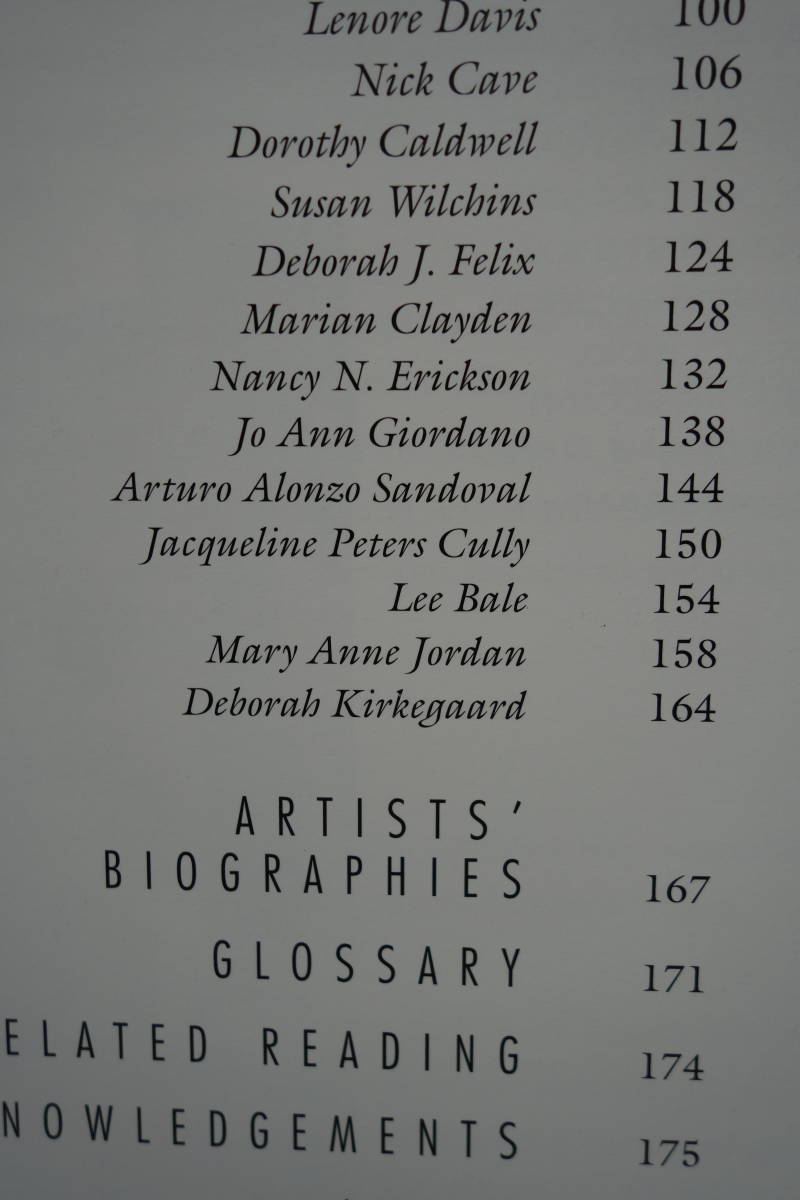 Lenore Davis 100
Nick Cave 106
Dorothy Caldwell 112
Susan Wilchins 118
Deborah J. Felix 124
Marian Clayden 128
Nancy N. Erickson 132
Jo Ann Giordano 138
Arturo Alonzo Sandoval 144
Jacqueline Peters Cully 150
Lee Bale 154
Mary Anne Jordan 158
Deborah Kirkegaard 164
ARTISTS'
BIOGRAPHIES 167
GLOSSARY 171
ELATED READING 174
NOWLEDGEMENTS 175